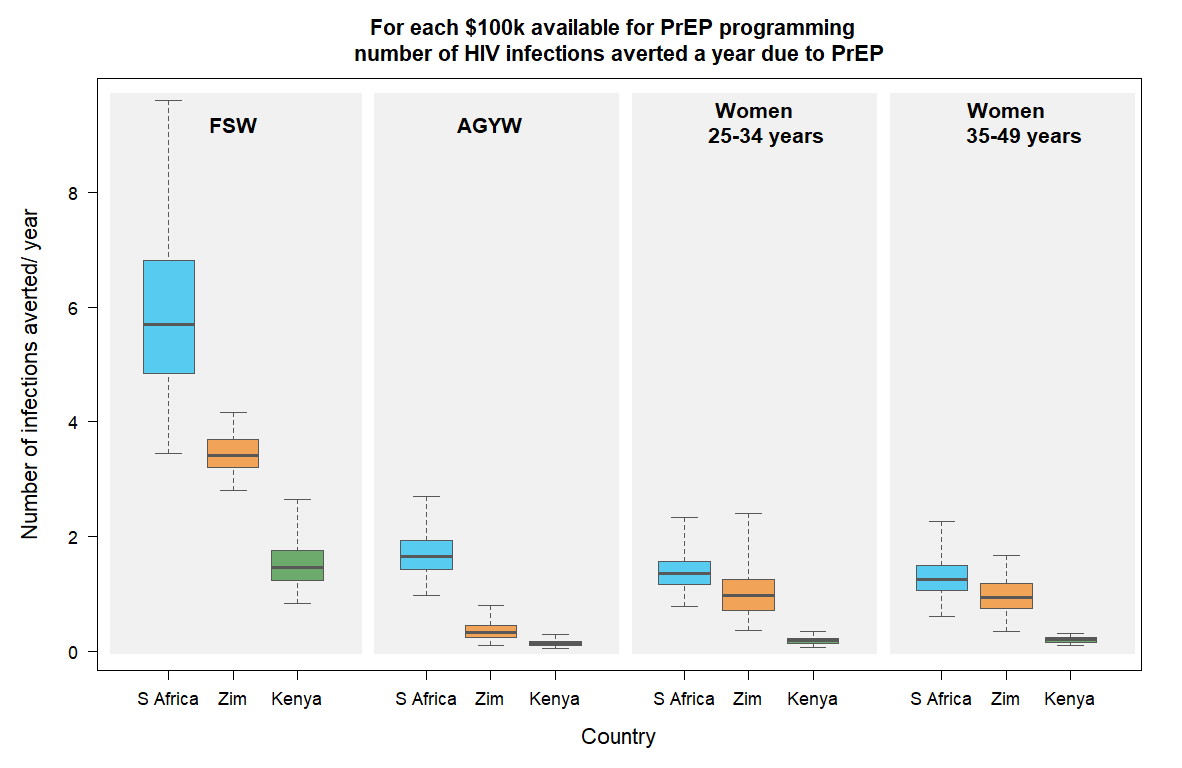 For each $100k available for PrEP programming
number of HIV infections averted a year due to PrEP
FSW
AGYW
Women
25-34 years
Women
35-49 years
Number of infections averted/ year
8
6
4
2
0
S Africa Zim Kenya S Africa Zim Kenya S Africa Zim Kenya S Africa Zim Kenya
Country